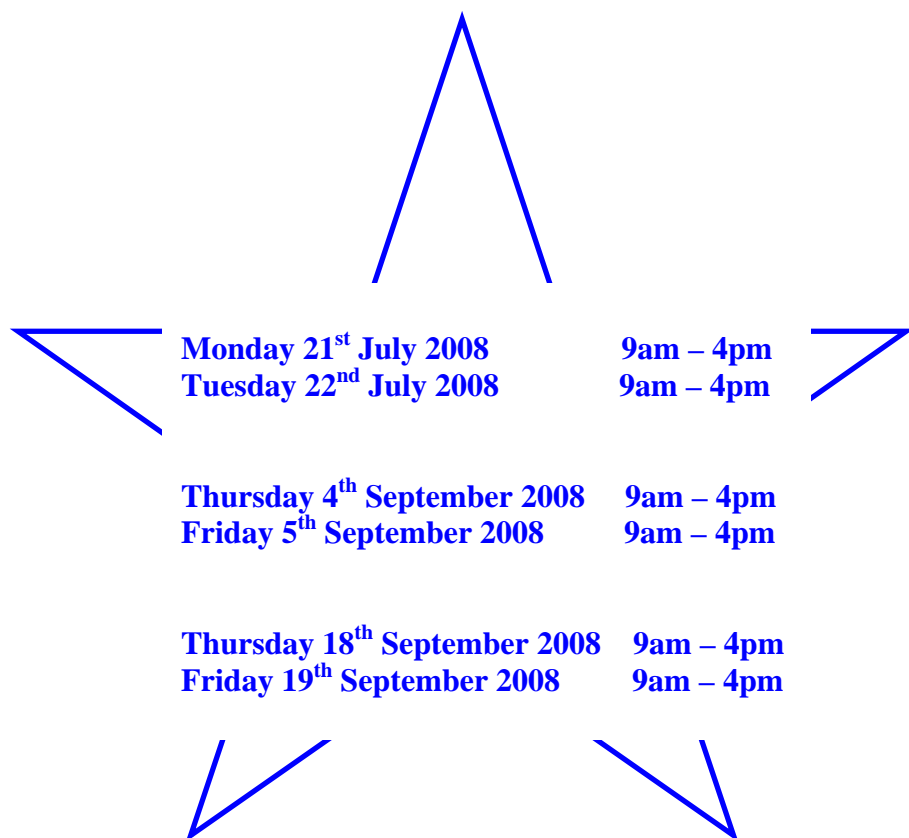 Monday 21st July 2008 9am – 4pm
Tuesday 22nd July 2008 9am – 4pm
Thursday 4th September 2008 9am – 4pm
Friday 5th September 2008 9am – 4pm
Thursday 18th September 2008 9am – 4pm
Friday 19th September 2008 9am – 4pm